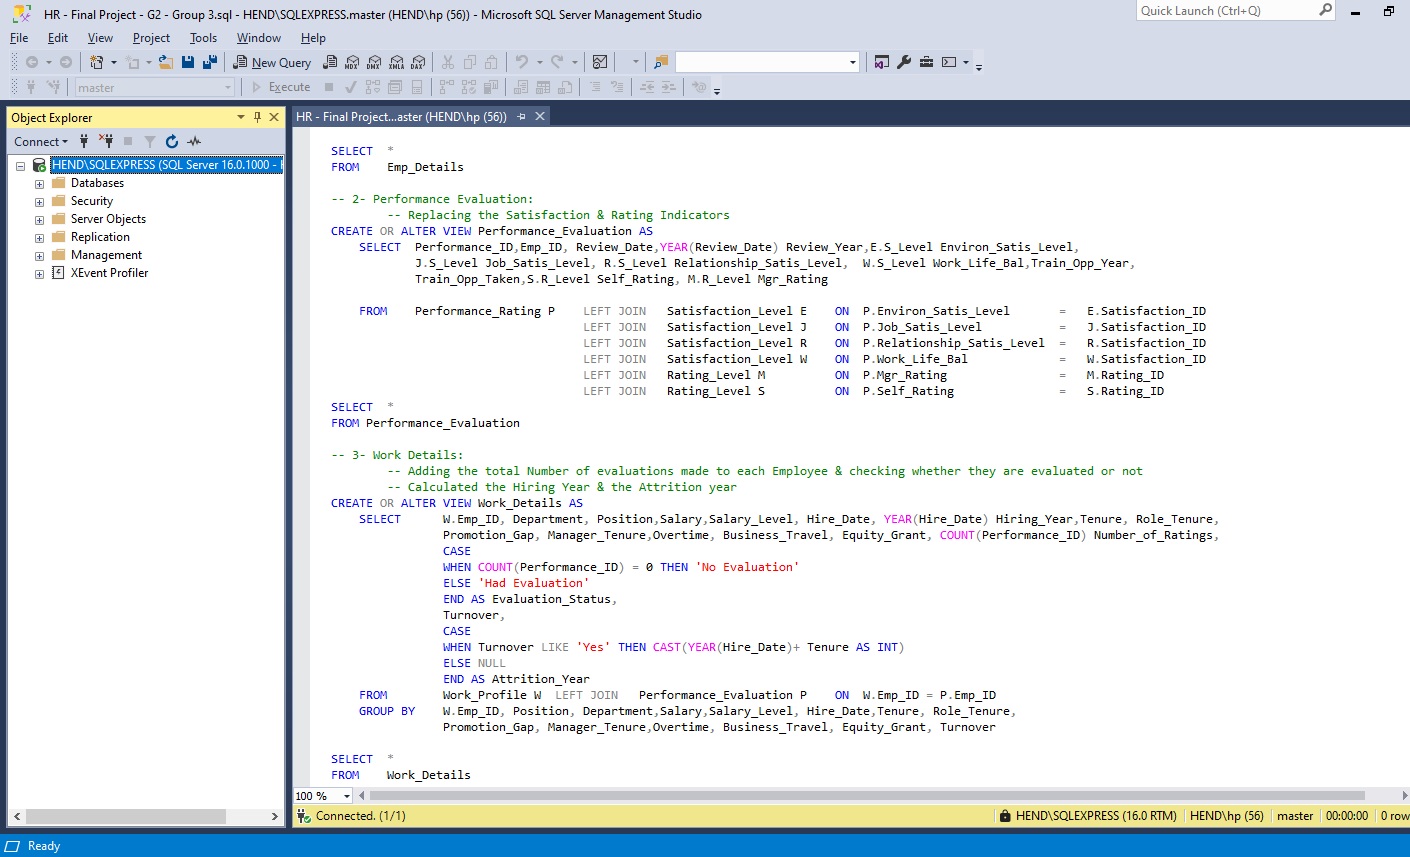 HR - Final Project - G2 - Group 3.sql - HEND\SQLEXPRESS.master (HEND\hp (56)) - Microsoft SQL Server Management Studio
Quick Launch (Ctrl+Q)
File Edit View Project Tools Window Help
New Query MDX DMX XMLA DAX
master Execute
Object Explorer
HR - Final Project...aster (HEND\hp (56))
Connect
HEND\SQLEXPRESS (SQL Server 16.0.1000 -
Databases
Security
Server Objects
Replication
Management
XEvent Profiler
SELECT *
FROM Emp_Details
-- 2- Performance Evaluation:
-- Replacing the Satisfaction & Rating Indicators
CREATE OR ALTER VIEW Performance_Evaluation AS
SELECT Performance_ID,Emp_ID, Review_Date,YEAR(Review_Date) Review_Year,E.S_Level Environ_Satis_Level,
J.S_Level Job_Satis_Level, R.S_Level Relationship_Satis_Level, W.S_Level Work_Life_Bal,Train_Opp_Year,
Train_Opp_Taken,S.R_Level Self_Rating, M.R_Level Mgr_Rating
FROM Performance_Rating P LEFT JOIN Satisfaction_Level E ON P.Environ_Satis_Level = E.Satisfaction_ID
LEFT JOIN Satisfaction_Level J ON P.Job_Satis_Level = J.Satisfaction_ID
LEFT JOIN Satisfaction_Level R ON P.Relationship_Satis_Level = R.Satisfaction_ID
LEFT JOIN Satisfaction_Level W ON P.Work_Life_Bal = W.Satisfaction_ID
LEFT JOIN Rating_Level M ON P.Mgr_Rating = M.Rating_ID
LEFT JOIN Rating_Level S ON P.Self_Rating = S.Rating_ID
SELECT *
FROM Performance_Evaluation
-- 3- Work Details:
-- Adding the total Number of evaluations made to each Employee & checking whether they are evaluated or not
-- Calculated the Hiring Year & the Attrition year
CREATE OR ALTER VIEW Work_Details AS
SELECT W.Emp_ID, Department, Position,Salary,Salary_Level, Hire_Date, YEAR(Hire_Date) Hiring_Year,Tenure, Role_Tenure,
Promotion_Gap, Manager_Tenure,Overtime, Business_Travel, Equity_Grant, COUNT(Performance_ID) Number_of_Ratings,
CASE
WHEN COUNT(Performance_ID) = 0 THEN 'No Evaluation'
ELSE 'Had Evaluation'
END AS Evaluation_Status,
Turnover,
CASE
WHEN Turnover LIKE 'Yes' THEN CAST(YEAR(Hire_Date)+ Tenure AS INT)
ELSE NULL
END AS Attrition_Year
FROM Work_Profile W LEFT JOIN Performance_Evaluation P ON W.Emp_ID = P.Emp_ID
GROUP BY W.Emp_ID, Position, Department,Salary,Salary_Level, Hire_Date,Tenure, Role_Tenure,
Promotion_Gap, Manager_Tenure,Overtime, Business_Travel, Equity_Grant, Turnover
SELECT *
FROM Work_Details
100 %
Connected. (1/1) HEND\SQLEXPRESS (16.0 RTM) HEND\hp (56) master 00:00:00 0 row
Ready